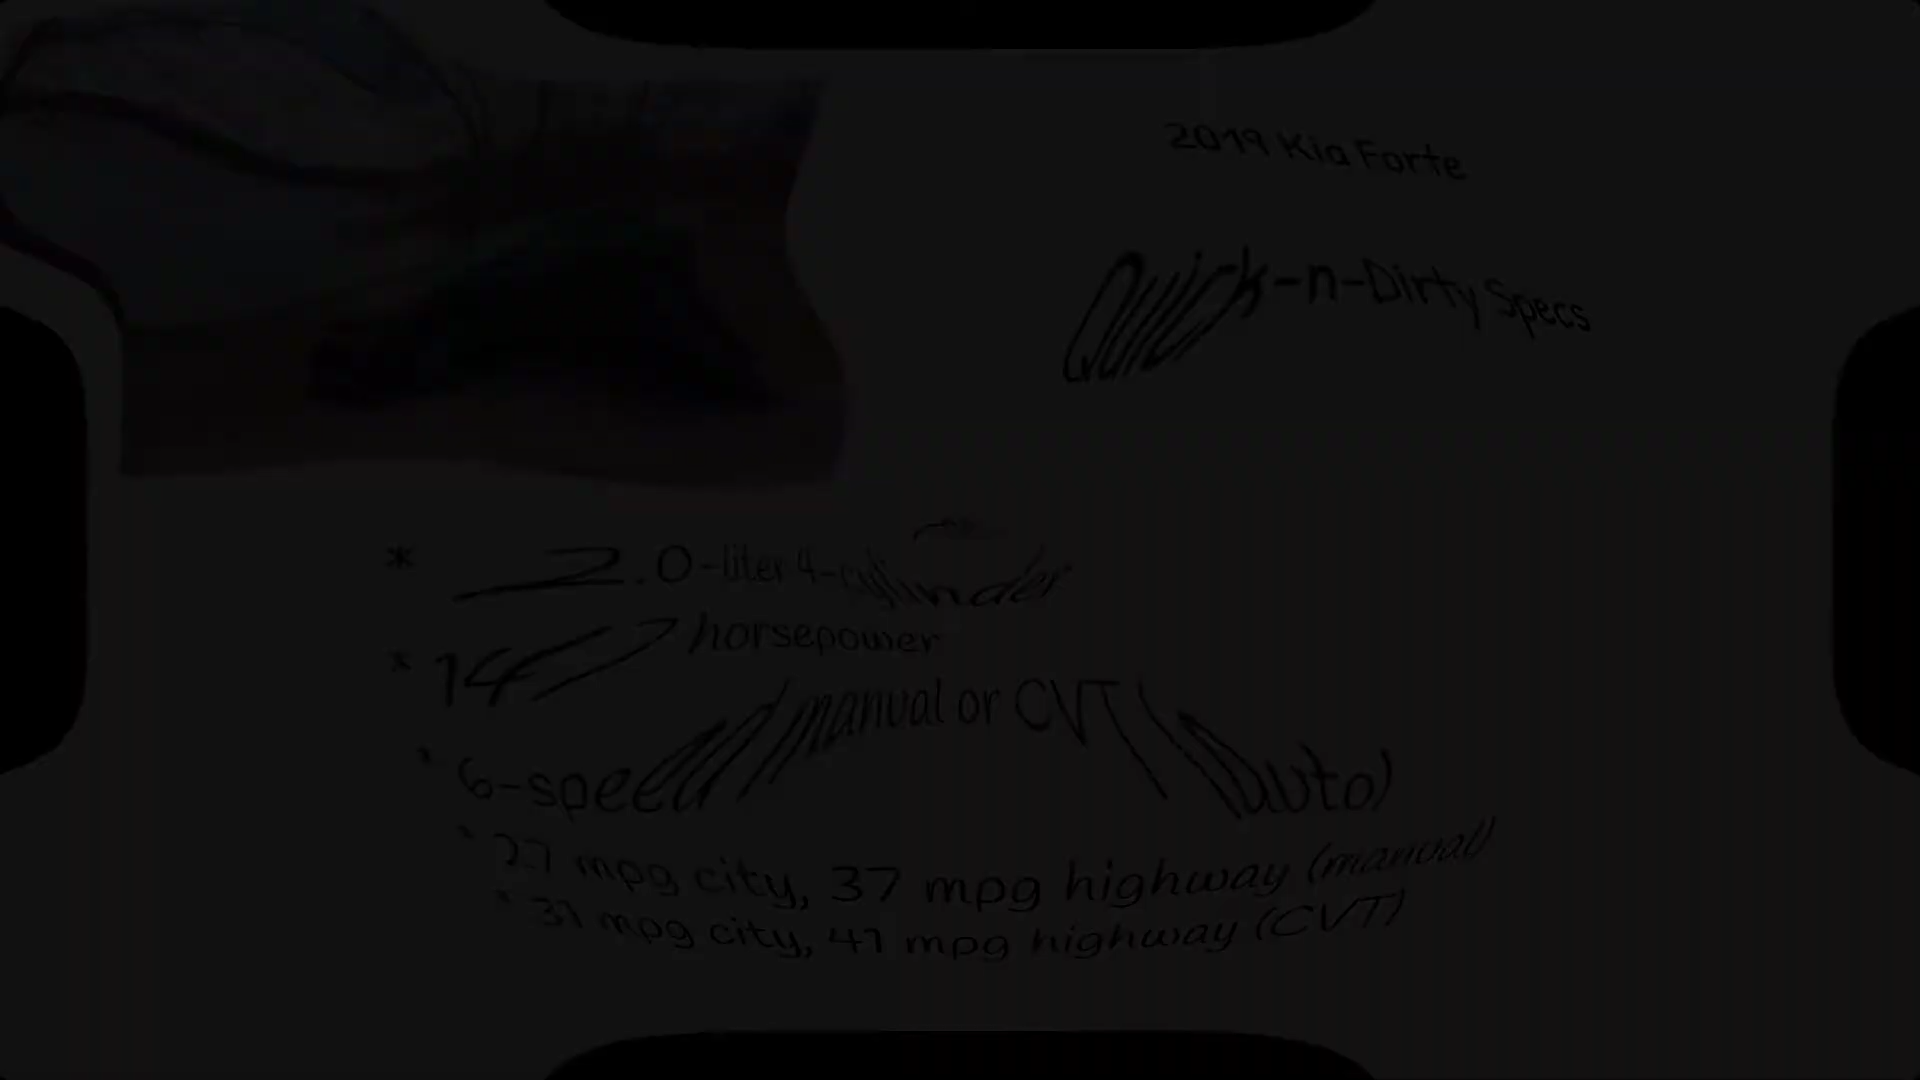 2019 Kia Forte
Quick-n-Dirty Specs
* 2.0-liter 4-cylinder
* 147 horsepower
* 6-speed manual or CVT (auto)
* 27 mpg city, 37 mpg highway (manual)
* 31 mpg city, 41 mpg highway (CVT)